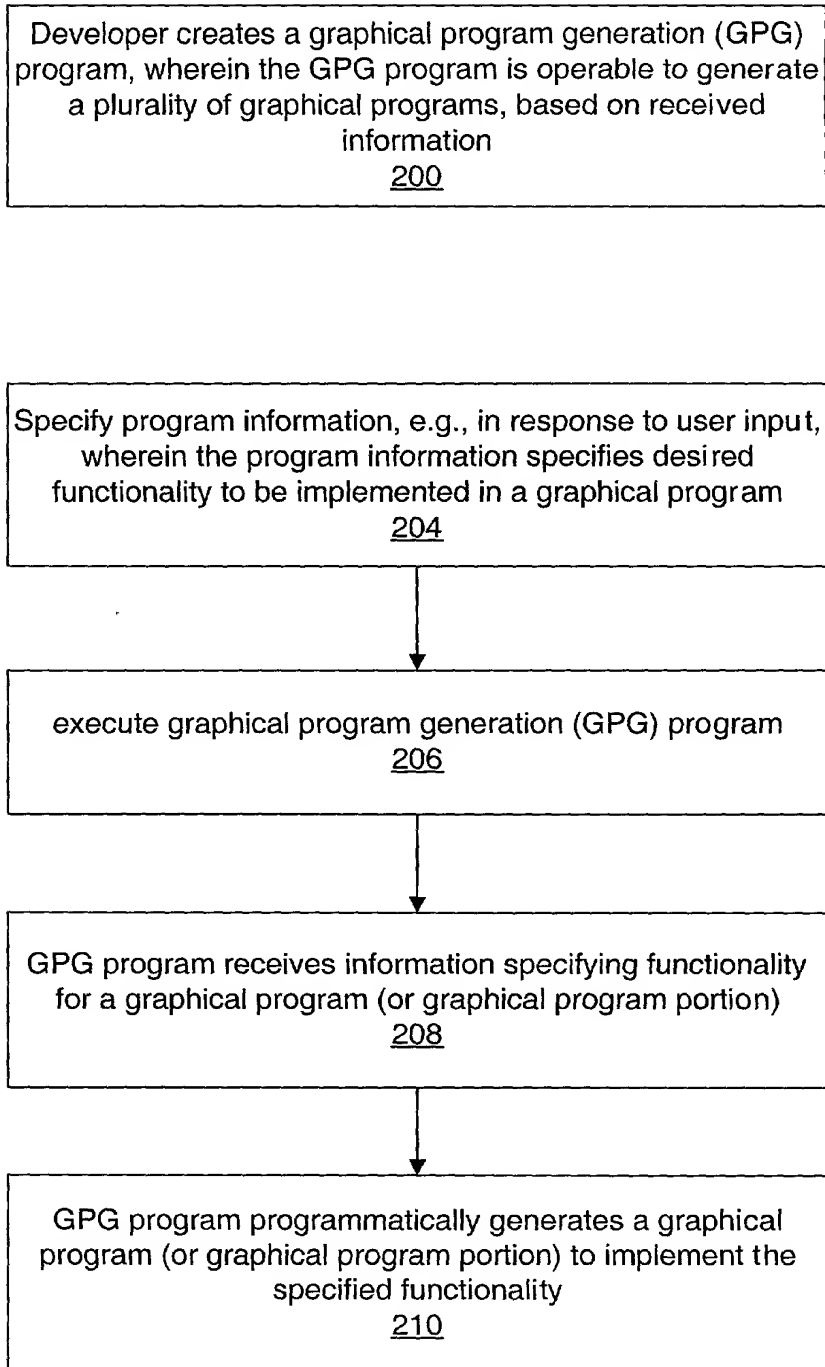 Developer creates a graphical program generation (GPG)
program, wherein the GPG program is operable to generate
a plurality of graphical programs, based on received
information
200
Specify program information, e.g., in response to user input,
wherein the program information specifies desired
functionality to be implemented in a graphical program
204
execute graphical program generation (GPG) program
206
GPG program receives information specifying functionality
for a graphical program (or graphical program portion)
208
GPG program programmatically generates a graphical
program (or graphical program portion) to implement the
specified functionality
210